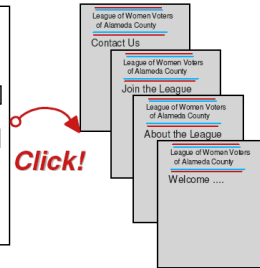 League of Women Voters
of Alameda County
Contact Us
League of Women Voters
of Alameda County
Join the League
League of Women Voters
of Alameda County
About the League
League of Women Voters
of Alameda County
Welcome ....
Click!